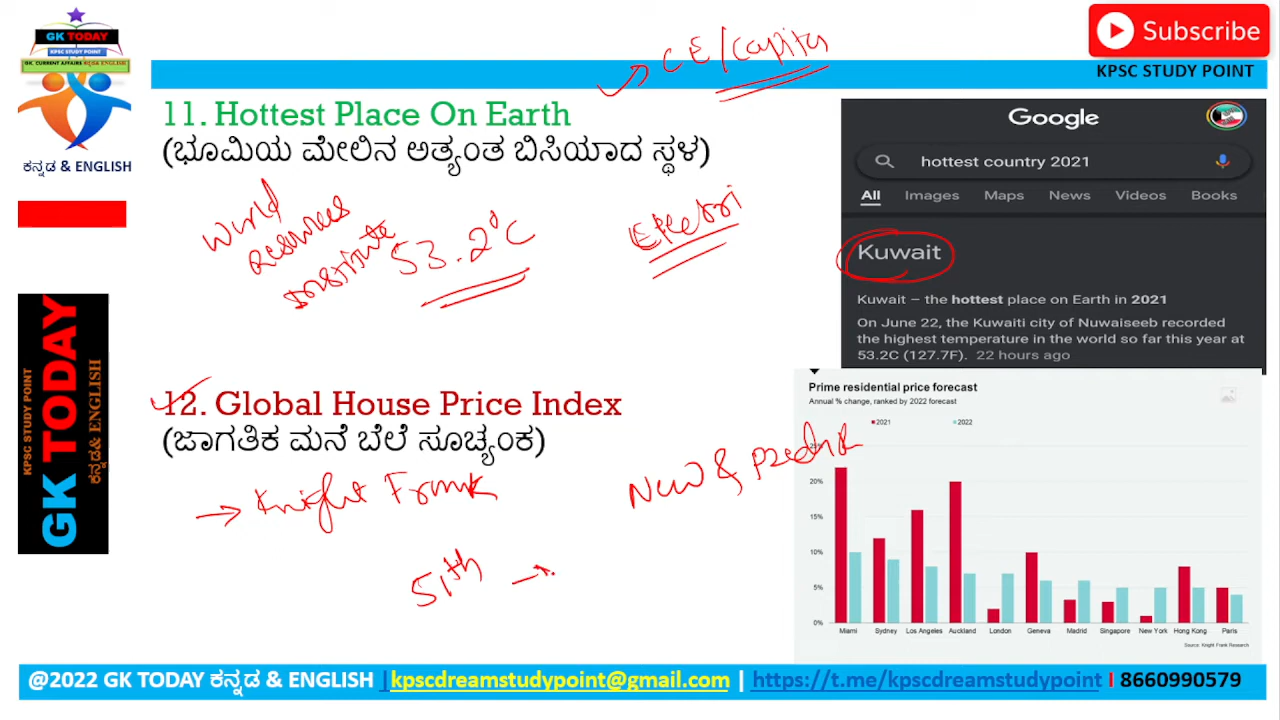 GK TODAY
KPSC STUDY POINT
GK, CURRENT AFFAIRS ಕನ್ನಡ & ENGLISH
ಕನ್ನಡ & ENGLISH
CE/Capita
Subscribe
KPSC STUDY POINT
11. Hottest Place On Earth
(ಭೂಮಿಯ ಮೇಲಿನ ಅತ್ಯಂತ ಬಿಸಿಯಾದ ಸ್ಥಳ)
World
Resources
Institute
53.2°C
Google
hottest country 2021
All Images Maps News Videos Books
Kuwait
Kuwait – the hottest place on Earth in 2021
On June 22, the Kuwaiti city of Nuwaiseeb recorded
the highest temperature in the world so far this year at
53.2C (127.7F). 22 hours ago
KPSC STUDY POINT
GK TODAY
ಕನ್ನಡ & ENGLISH
12. Global House Price Index
(ಜಾಗತಿಕ ಮನೆ ಬೆಲೆ ಸೂಚ್ಯಂಕ)
→ Knight Frank
51th →
Prime residential price forecast
Annual % change, ranked by 2022 forecast
2021 2022
25%
20%
15%
10%
5%
0%
Miami Sydney Los Angeles Auckland London Geneva Madrid Singapore New York Hong Kong Paris
Source: Knight Frank Research
@2022 GK TODAY ಕನ್ನಡ & ENGLISH |kpscdreamstudypoint@gmail.com | https://t.me/kpscdreamstudypoint I 8660990579